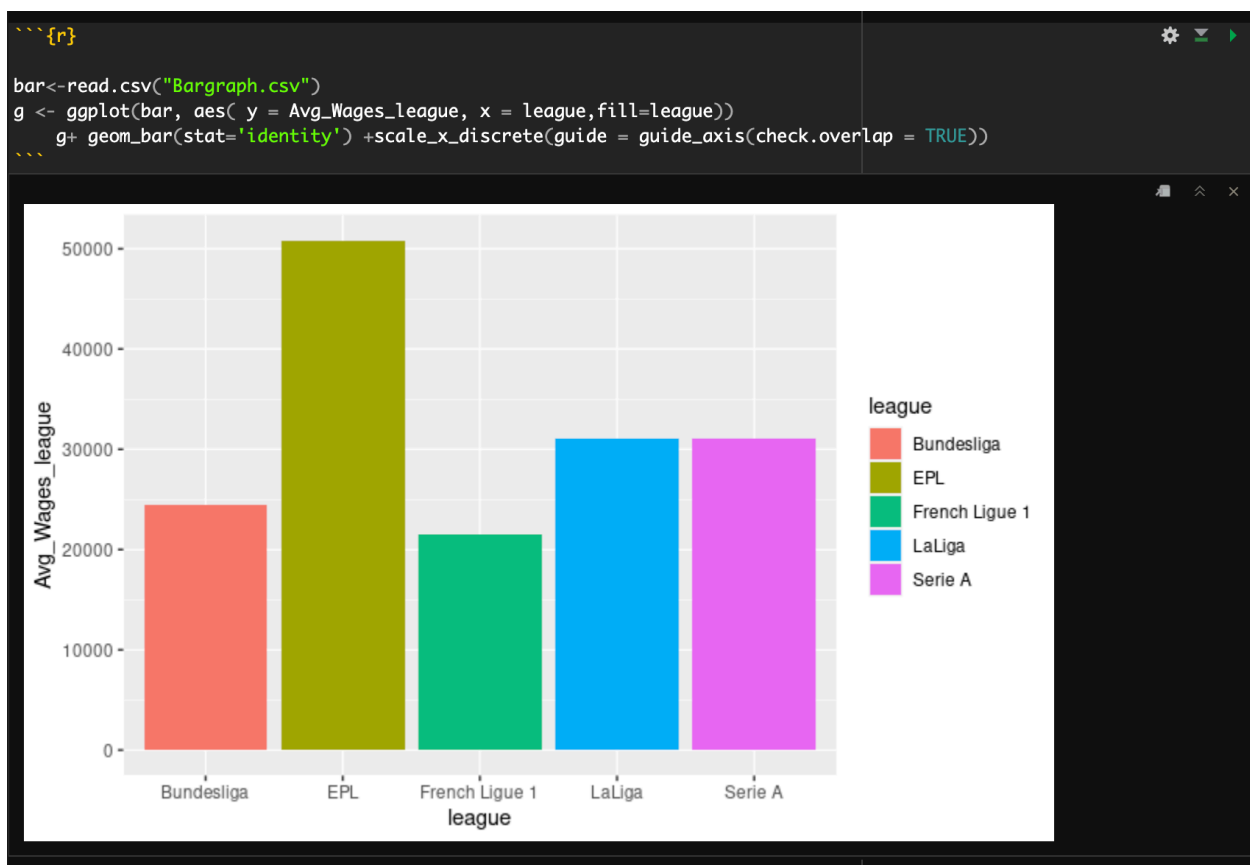 ```{r}
bar<-read.csv("Bargraph.csv")
g <- ggplot(bar, aes( y = Avg_Wages_league, x = league,fill=league))
    g+ geom_bar(stat='identity') +scale_x_discrete(guide = guide_axis(check.overlap = TRUE))
```
50000
40000
30000
20000
10000
0
Avg_Wages_league
Bundesliga EPL French Ligue 1 LaLiga Serie A
league
league
Bundesliga
EPL
French Ligue 1
LaLiga
Serie A